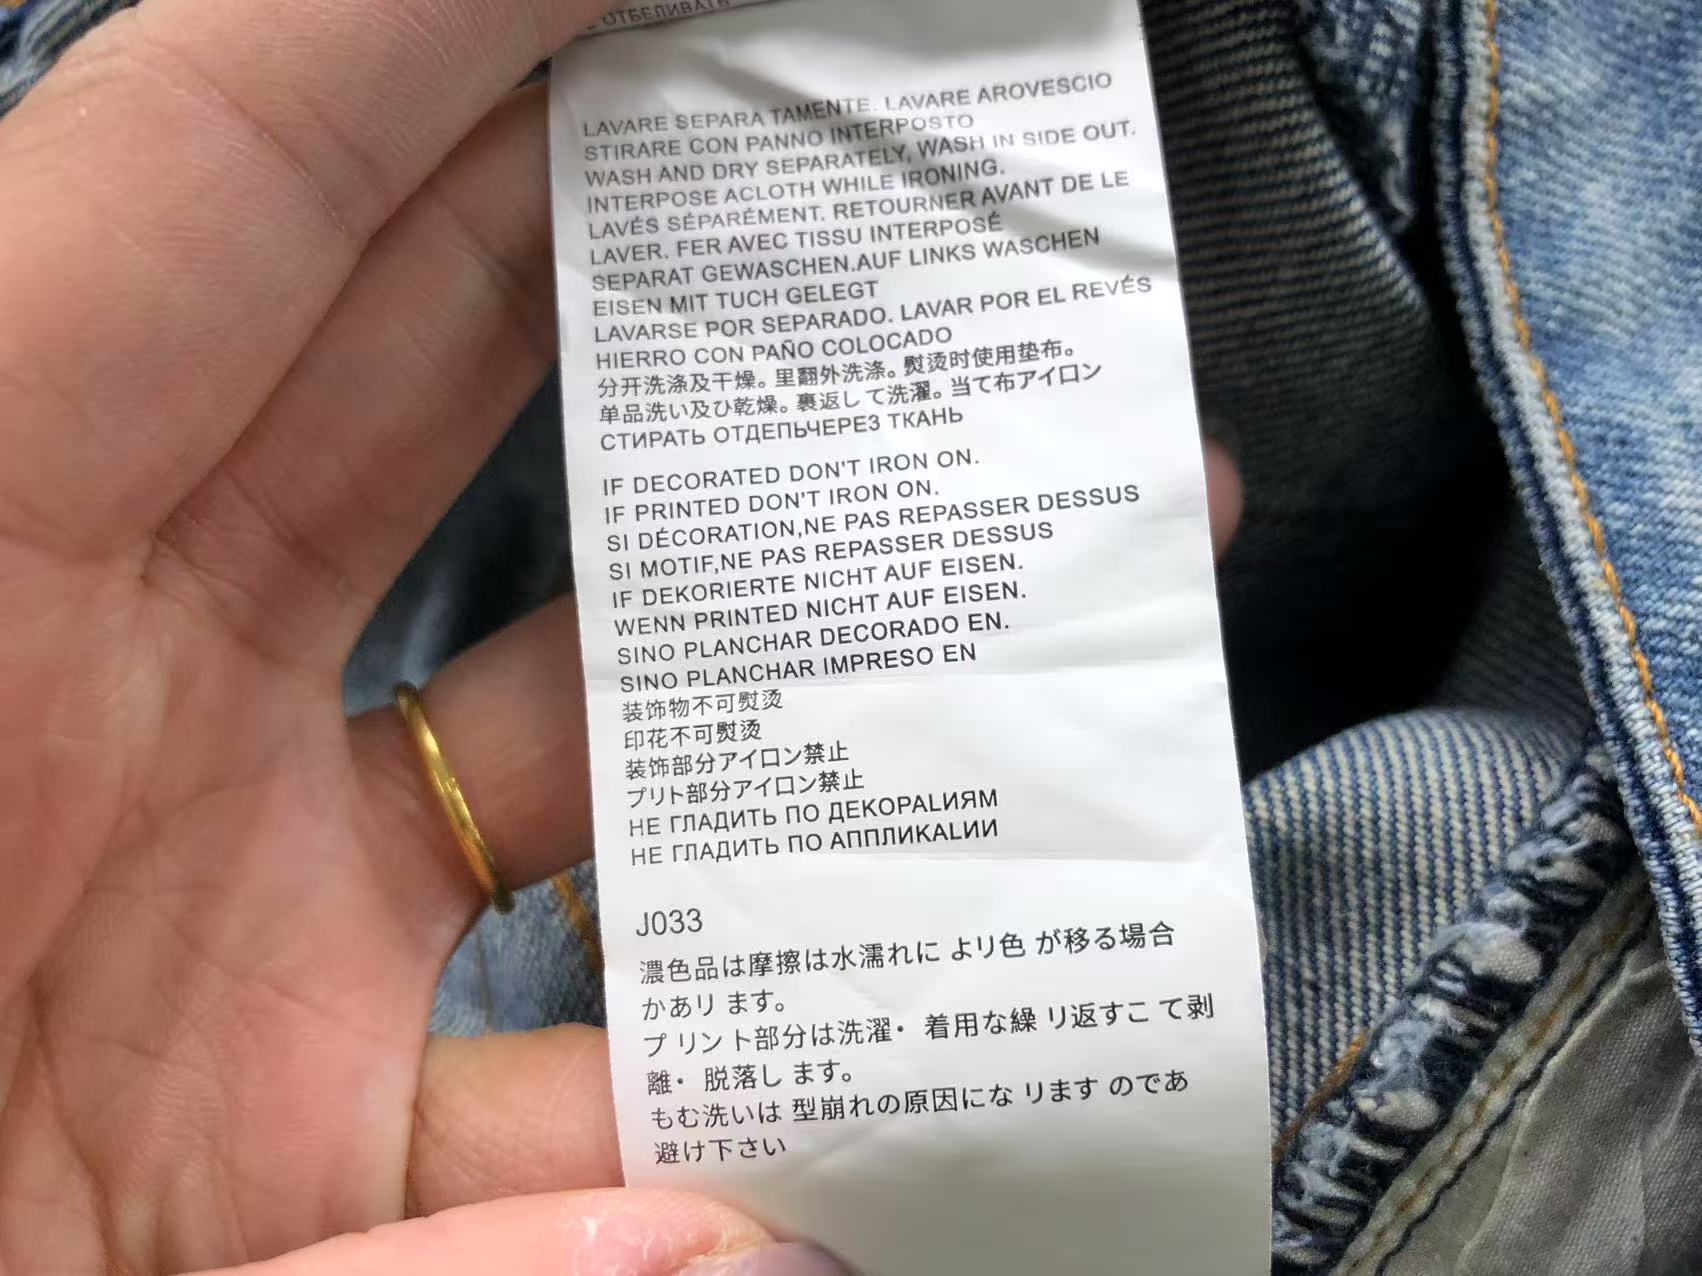 ОТБЕЛИВАТЬ
LAVARE SEPARA TAMENTE. LAVARE AROVESCIO
STIRARE CON PANNO INTERPOSTO
WASH AND DRY SEPARATELY, WASH IN SIDE OUT.
INTERPOSE ACLOTH WHILE IRONING.
LAVÉS SÉPARÉMENT. RETOURNER AVANT DE LE
LAVER. FER AVEC TISSU INTERPOSÉ
SEPARAT GEWASCHEN.AUF LINKS WASCHEN
EISEN MIT TUCH GELEGT
LAVARSE POR SEPARADO. LAVAR POR EL REVÉS
HIERRO CON PAÑO COLOCADO
分开洗涤及干燥。里翻外洗涤。熨烫时使用垫布。
单品洗い及ひ乾燥。裏返して洗濯。当て布アイロン
СТИРАТЬ ОТДЕПЬЧЕРЕЗ ТКАНЬ
IF DECORATED DON'T IRON ON.
IF PRINTED DON'T IRON ON.
SI DÉCORATION,NE PAS REPASSER DESSUS
SI MOTIF,NE PAS REPASSER DESSUS
IF DEKORIERTE NICHT AUF EISEN.
WENN PRINTED NICHT AUF EISEN.
SINO PLANCHAR DECORADO EN.
SINO PLANCHAR IMPRESO EN
装饰物不可熨烫
印花不可熨烫
装饰部分アイロン禁止
プリト部分アイロン禁止
НЕ ГЛАДИТЬ ПО ДЕКОРАLИЯМ
НЕ ГЛАДИТЬ ПО АППЛИКАLИИ
J033
濃色品は摩擦は水濡れに より色 が移る場合
かあリ ます。
プ リント部分は洗濯・ 着用な繰 リ返すこ て剥
離・ 脱落し ます。
もむ洗いは 型崩れの原因にな ります のであ
避け下さい